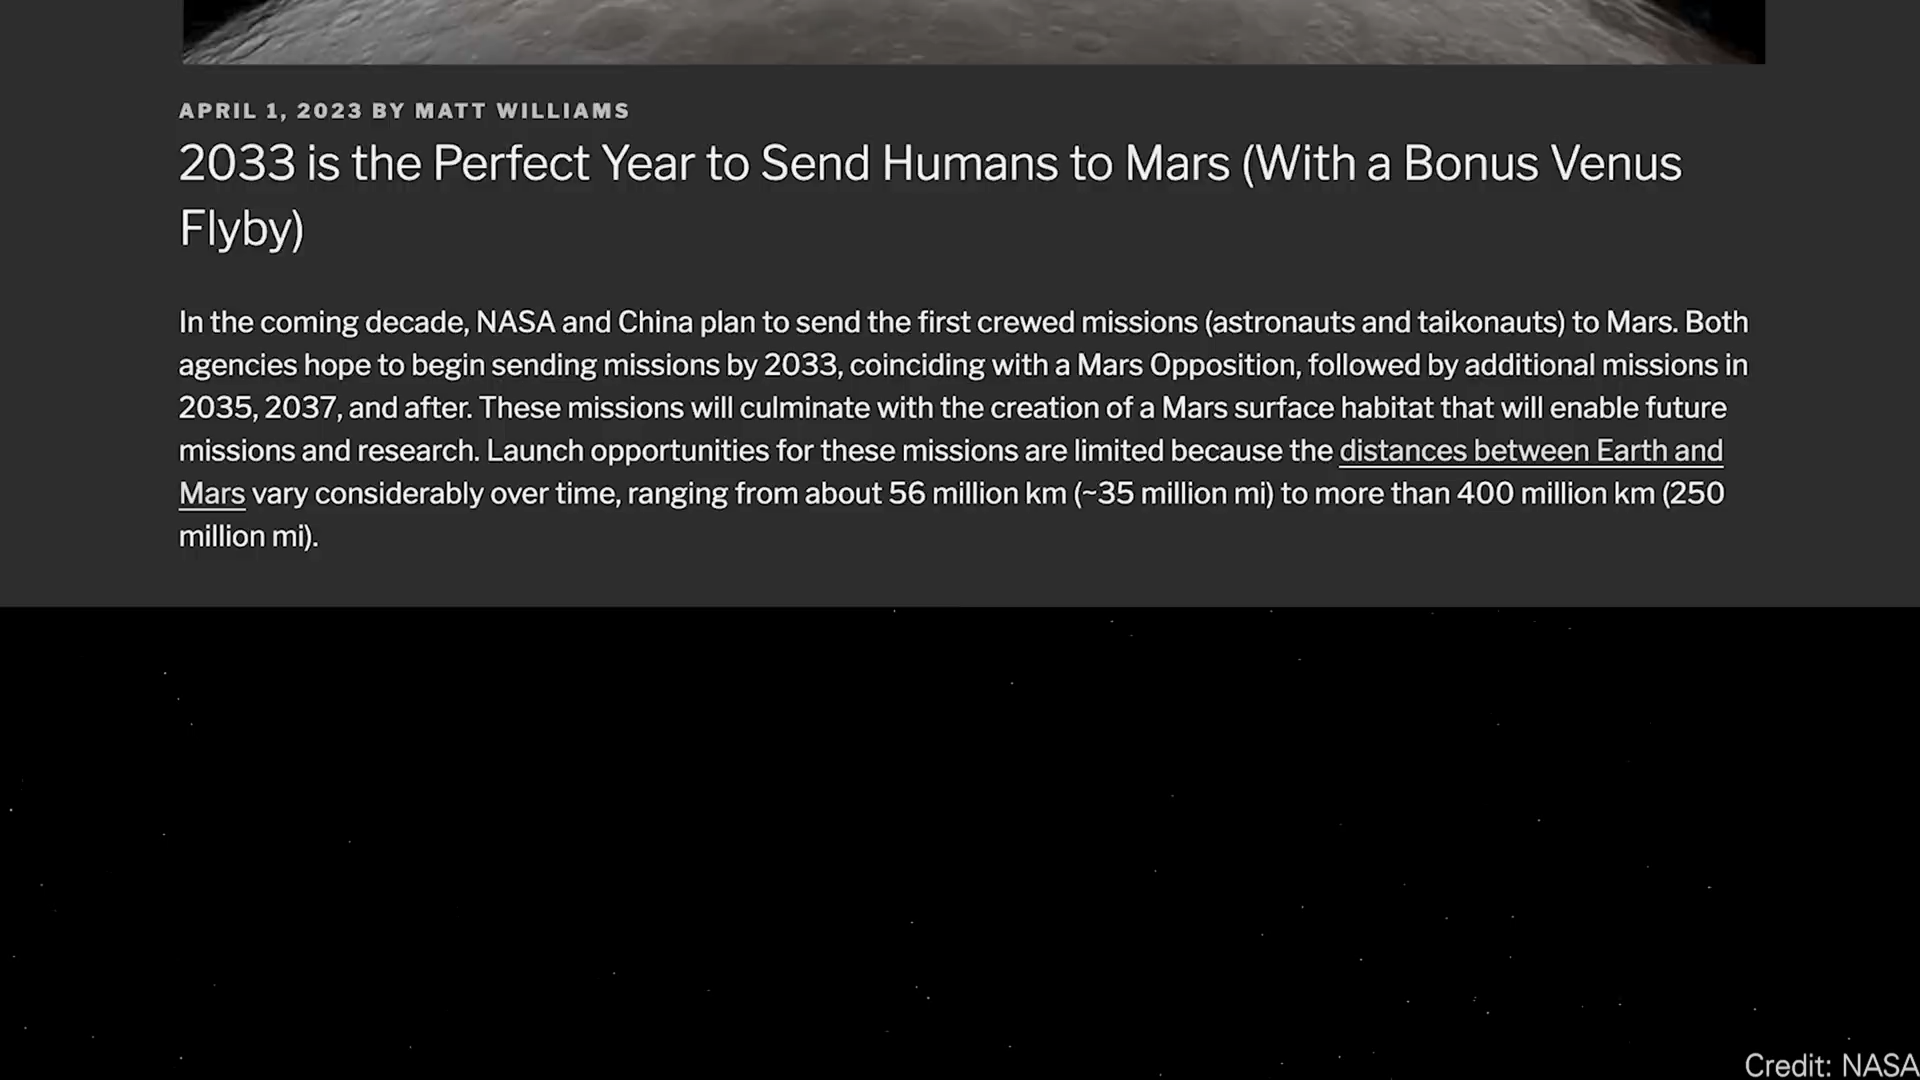 APRIL 1, 2023 BY MATT WILLIAMS
2033 is the Perfect Year to Send Humans to Mars (With a Bonus Venus
Flyby)
In the coming decade, NASA and China plan to send the first crewed missions (astronauts and taikonauts) to Mars. Both
agencies hope to begin sending missions by 2033, coinciding with a Mars Opposition, followed by additional missions in
2035, 2037, and after. These missions will culminate with the creation of a Mars surface habitat that will enable future
missions and research. Launch opportunities for these missions are limited because the distances between Earth and
Mars vary considerably over time, ranging from about 56 million km (~35 million mi) to more than 400 million km (250
million mi).
Credit: NASA